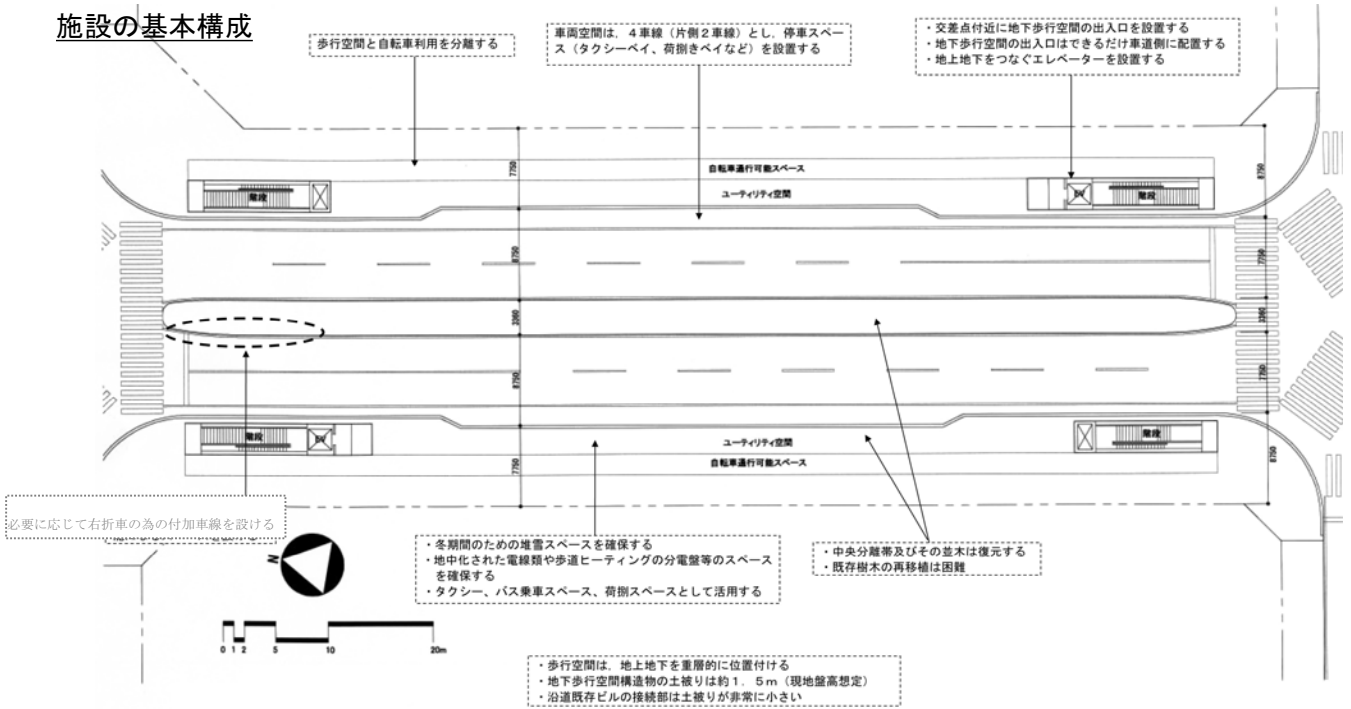 施設の基本構成
歩行空間と自転車利用を分離する
車両空間は、４車線（片側２車線）とし、停車スペー
ス（タクシーベイ、荷捌きベイなど）を設置する
・交差点付近に地下歩行空間の出入口を設置する
・地下歩行空間の出入口はできるだけ車道側に配置する
・地上地下をつなぐエレベーターを設置する
7750
8750
自転車通行可能スペース
階段
ユーティリティ空間
EV
階段
8750
7750
3360
3360
8750
7750
階段
EV
ユーティリティ空間
階段
自転車通行可能スペース
7750
8750
必要に応じて右折車の為の付加車線を設ける
N
・冬期間のための堆雪スペースを確保する
・地中化された電線類や歩道ヒーティングの分電盤等のスペース
を確保する
・タクシー、バス乗車スペース、荷捌スペースとして活用する
・中央分離帯及びその並木は復元する
・既存樹木の再移植は困難
0 1 2 5 10 20m
・歩行空間は、地上地下を重層的に位置付ける
・地下歩行空間構造物の土被りは約１．５ｍ（現地盤高想定）
・沿道既存ビルの接続部は土被りが非常に小さい